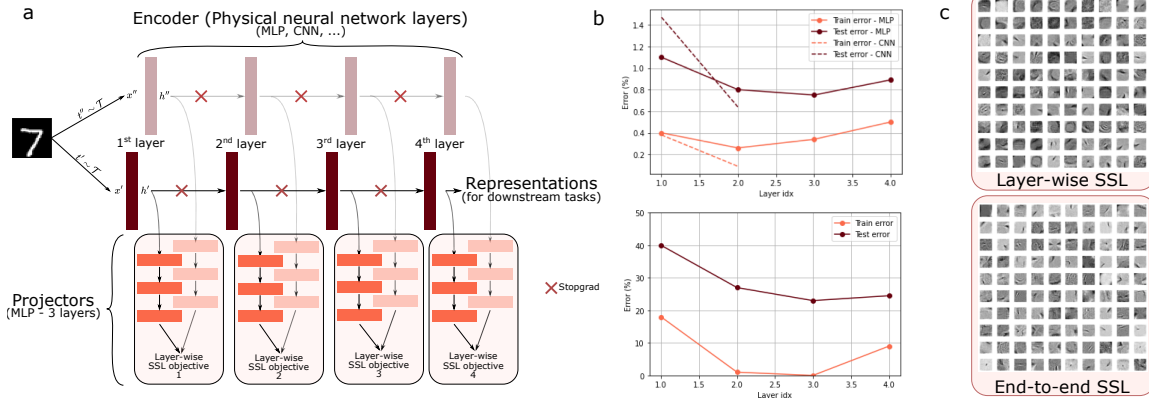 a
Encoder (Physical neural network layers)
(MLP, CNN, ...)
t'' ~ T
x''
h''
1st layer
2nd layer
3rd layer
4th layer
t' ~ T
x'
h'
Representations
(for downstream tasks)
Projectors
(MLP - 3 layers)
Stopgrad
Layer-wise
SSL objective
1
Layer-wise
SSL objective
2
Layer-wise
SSL objective
3
Layer-wise
SSL objective
4
b
Train error - MLP
Test error - MLP
Train error - CNN
Test error - CNN
Error (%)
1.4
1.2
1.0
0.8
0.6
0.4
0.2
1.0 1.5 2.0 2.5 3.0 3.5 4.0
Layer idx
Train error
Test error
Error (%)
50
40
30
20
10
0
1.0 1.5 2.0 2.5 3.0 3.5 4.0
Layer idx
c
Layer-wise SSL
End-to-end SSL